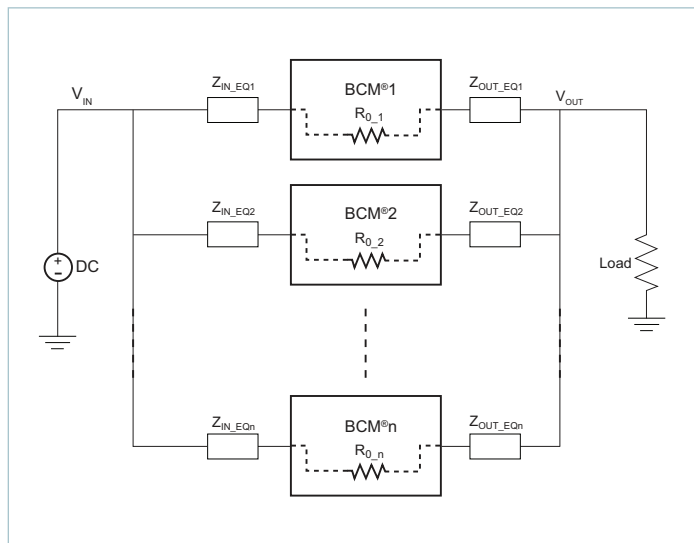 V_IN
Z_IN_EQ1
BCM®1
R_0_1
Z_OUT_EQ1
V_OUT
Z_IN_EQ2
BCM®2
R_0_2
Z_OUT_EQ2
+
-
DC
Load
Z_IN_EQn
BCM®n
R_0_n
Z_OUT_EQn